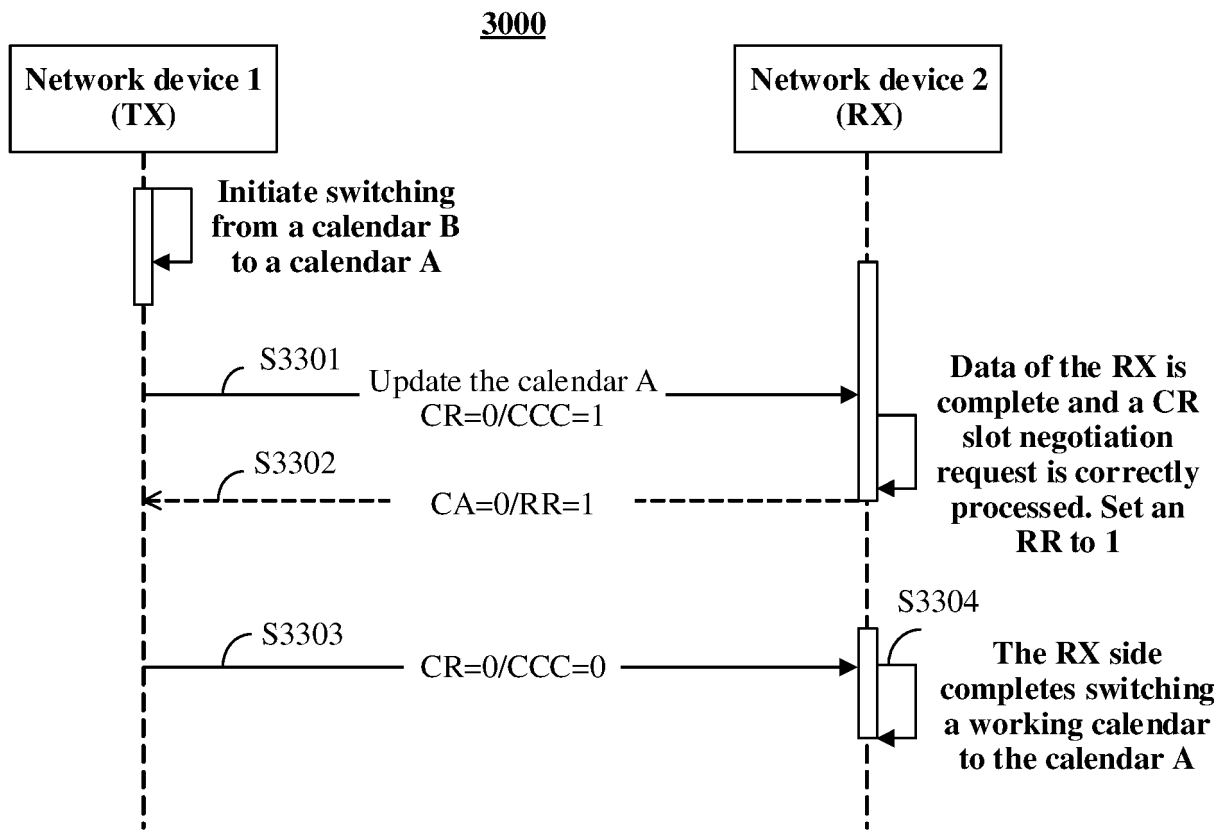 3000
Network device 1
(TX)
Network device 2
(RX)
Initiate switching
from a calendar B
to a calendar A
S3301
Update the calendar A
CR=0/CCC=1
Data of the RX is
complete and a CR
slot negotiation
request is correctly
processed. Set an
RR to 1
S3302
CA=0/RR=1
S3303
CR=0/CCC=0
S3304
The RX side
completes switching
a working calendar
to the calendar A